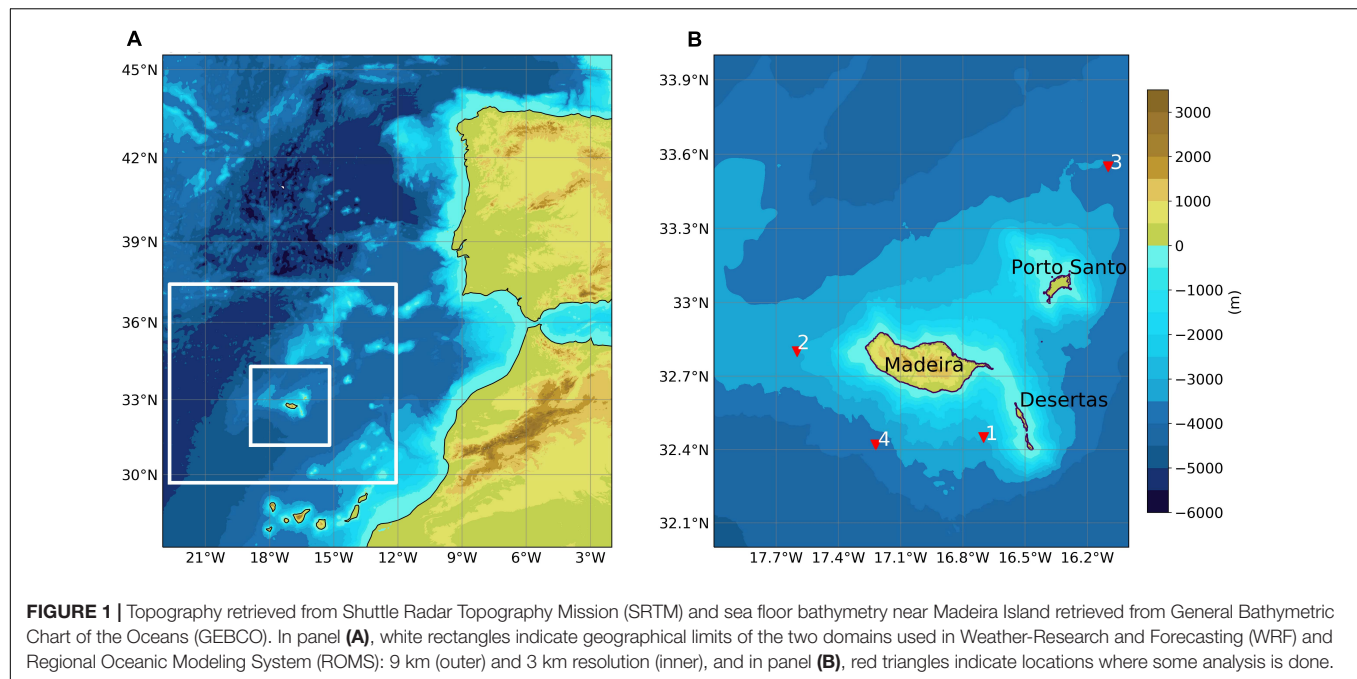 A
B
45°N
42°N
39°N
36°N
33°N
30°N
21°W 18°W 15°W 12°W 9°W 6°W 3°W
33.9°N
33.6°N
33.3°N
33°N
32.7°N
32.4°N
32.1°N
17.7°W 17.4°W 17.1°W 16.8°W 16.5°W 16.2°W
3
Porto Santo
2
Madeira
Desertas
1
4
3000
2000
1000
0
−1000
−2000
−3000
−4000
−5000
−6000
(m)
FIGURE 1 | Topography retrieved from Shuttle Radar Topography Mission (SRTM) and sea floor bathymetry near Madeira Island retrieved from General Bathymetric
Chart of the Oceans (GEBCO). In panel (A), white rectangles indicate geographical limits of the two domains used in Weather-Research and Forecasting (WRF) and
Regional Oceanic Modeling System (ROMS): 9 km (outer) and 3 km resolution (inner), and in panel (B), red triangles indicate locations where some analysis is done.